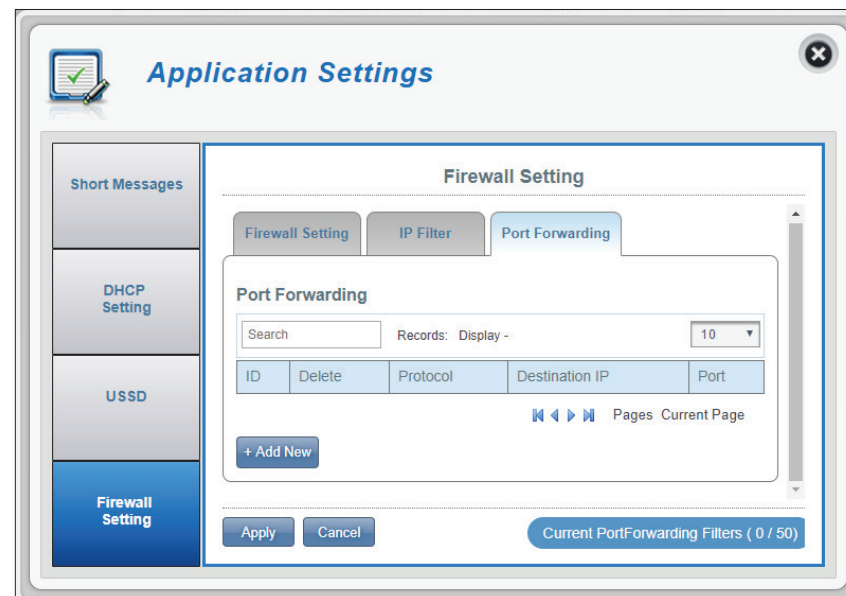 Application Settings
Short Messages
DHCP
Setting
USSD
Firewall
Setting
Firewall Setting
Firewall Setting
IP Filter
Port Forwarding
Port Forwarding
Search
Records: Display -
10
ID Delete Protocol Destination IP Port
Pages Current Page
+ Add New
Apply Cancel
Current PortForwarding Filters ( 0 / 50)